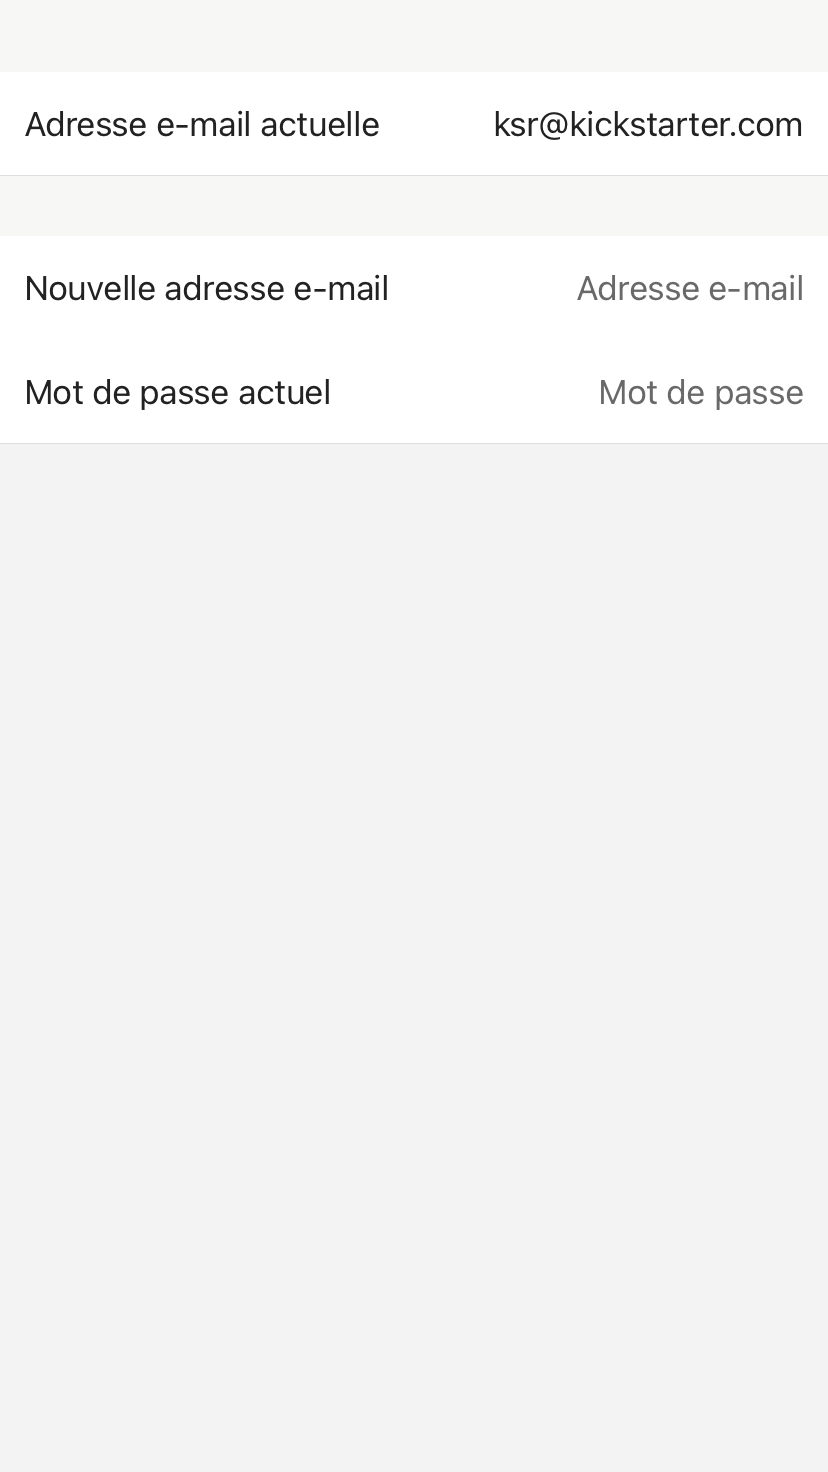 Adresse e-mail actuelle ksr@kickstarter.com
Nouvelle adresse e-mail Adresse e-mail
Mot de passe actuel Mot de passe